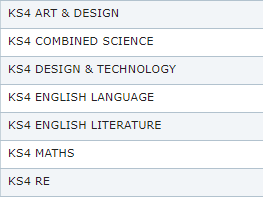 KS4 ART & DESIGN
KS4 COMBINED SCIENCE
KS4 DESIGN & TECHNOLOGY
KS4 ENGLISH LANGUAGE
KS4 ENGLISH LITERATURE
KS4 MATHS
KS4 RE